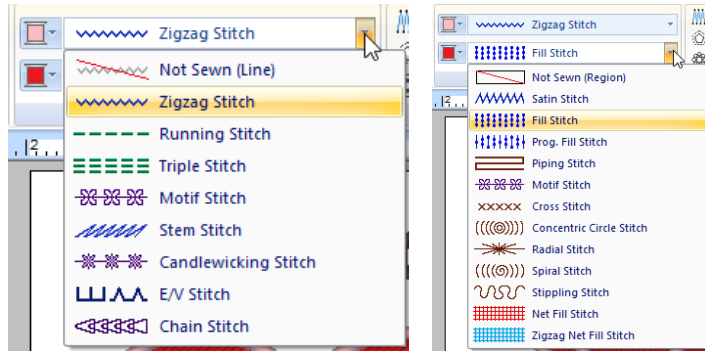 Zigzag Stitch
Not Sewn (Line)
Zigzag Stitch
Running Stitch
Triple Stitch
Motif Stitch
Stem Stitch
Candlewicking Stitch
E/V Stitch
Chain Stitch
2
Zigzag Stitch
Fill Stitch
Not Sewn (Region)
Satin Stitch
Fill Stitch
Prog. Fill Stitch
Piping Stitch
Motif Stitch
Cross Stitch
Concentric Circle Stitch
Radial Stitch
Spiral Stitch
Stippling Stitch
Net Fill Stitch
Zigzag Net Fill Stitch
2